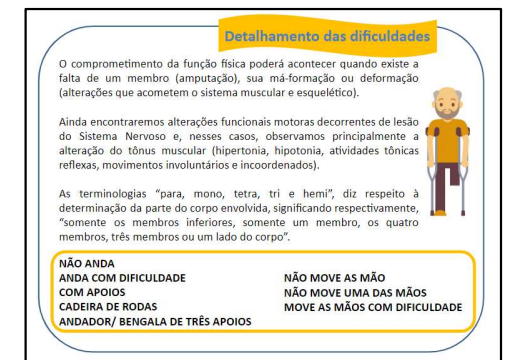 Detalhamento das dificuldades
O comprometimento da função física poderá acontecer quando existe a
falta de um membro (amputação), sua má-formação ou deformação
(alterações que acometem o sistema muscular e esquelético).
Ainda encontraremos alterações funcionais motoras decorrentes de lesão
do Sistema Nervoso e, nesses casos, observamos principalmente a
alteração do tônus muscular (hipertonia, hipotonia, atividades tônicas
reflexas, movimentos involuntários e incoordenados).
As terminologias “para, mono, tetra, tri e hemi”, diz respeito à
determinação da parte do corpo envolvida, significando respectivamente,
“somente os membros inferiores, somente um membro, os quatro
membros, três membros ou um lado do corpo”.
NÃO ANDA
ANDA COM DIFICULDADE
COM APOIOS
CADEIRA DE RODAS
ANDADOR/ BENGALA DE TRÊS APOIOS
NÃO MOVE AS MÃO
NÃO MOVE UMA DAS MÃOS
MOVE AS MÃOS COM DIFICULDADE